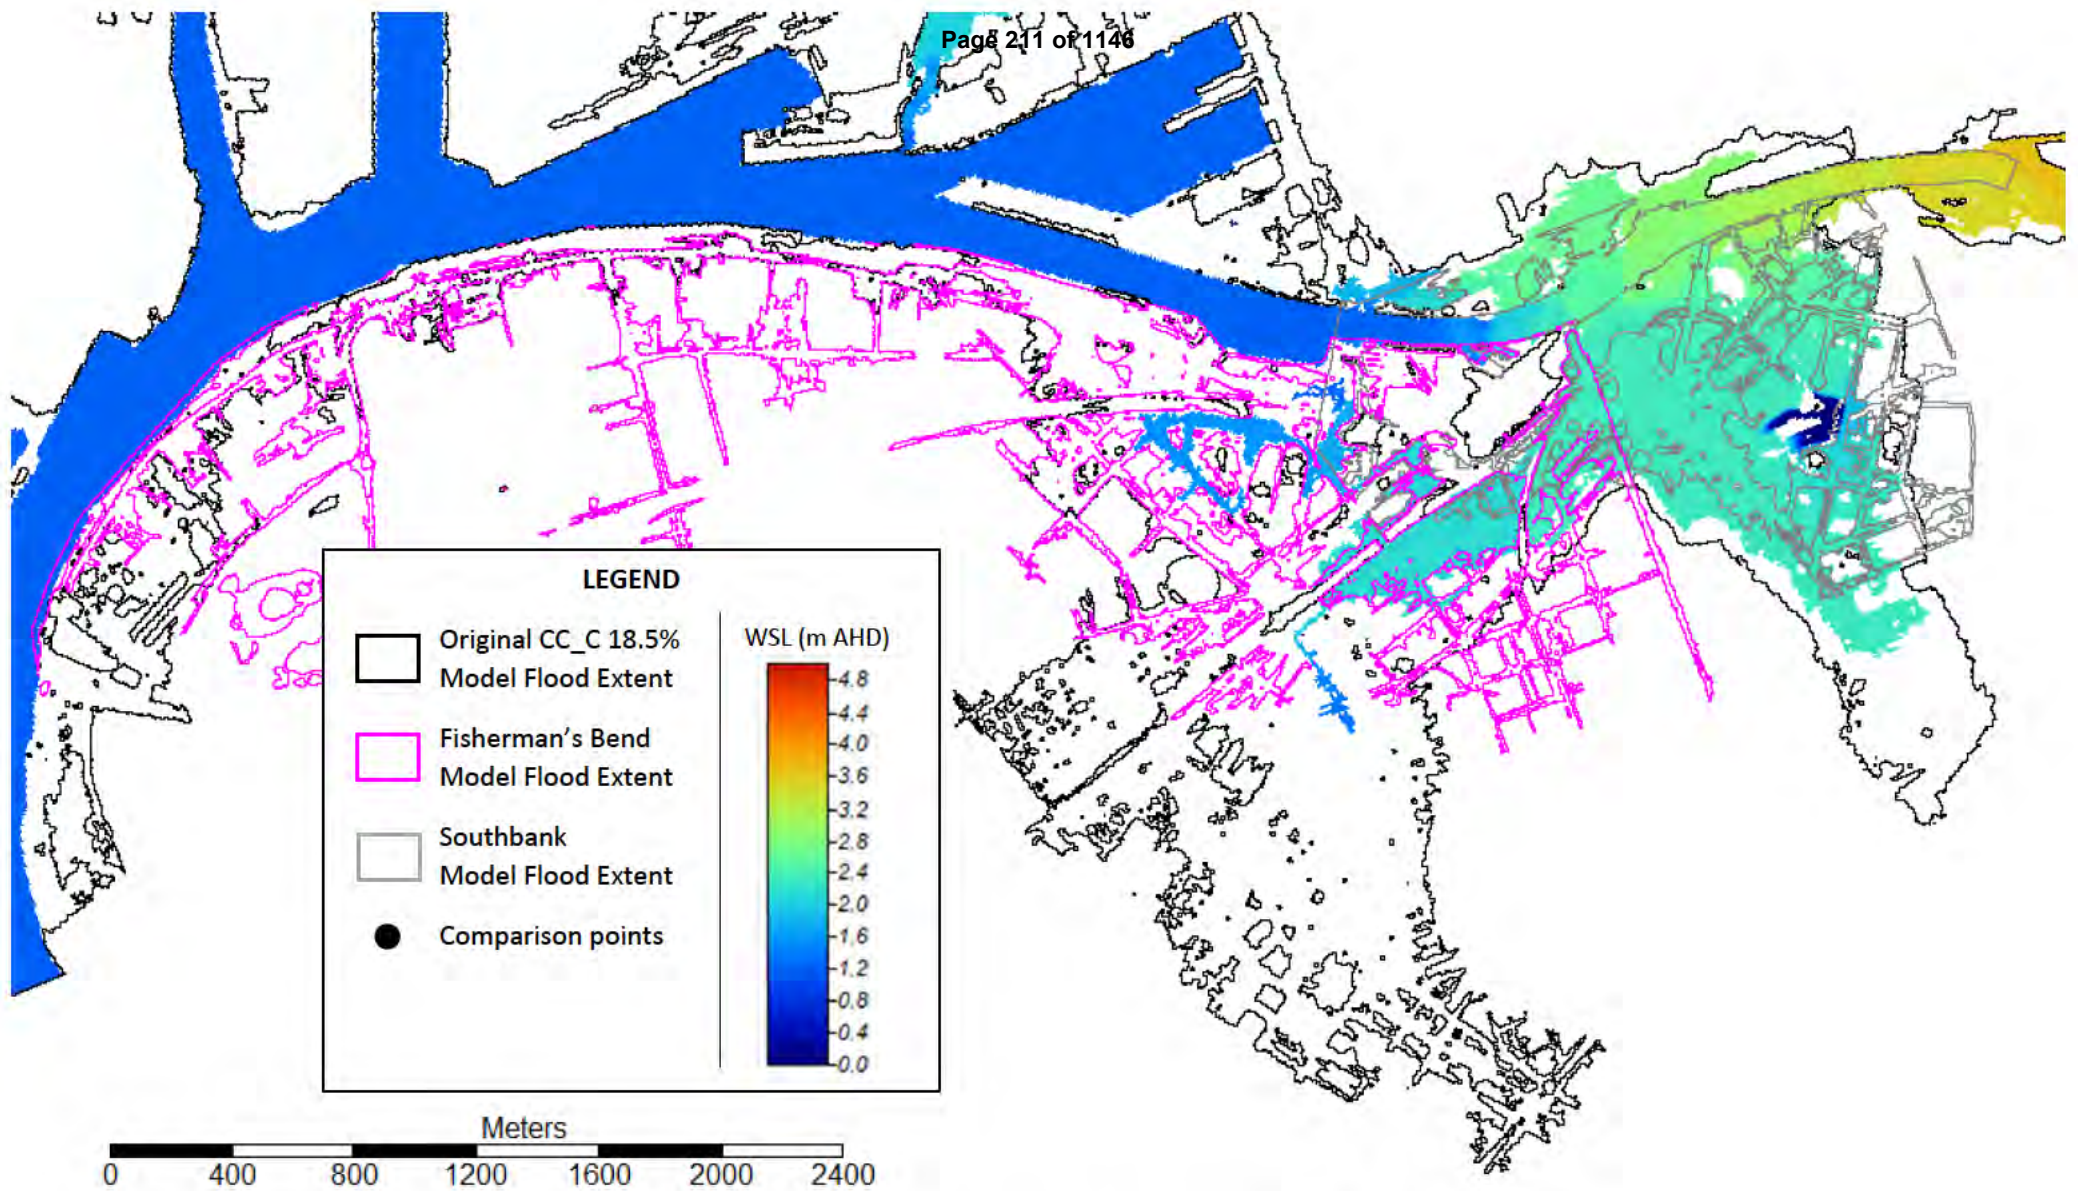 Page 211 of 1146
LEGEND
Original CC_C 18.5%
Model Flood Extent
Fisherman's Bend
Model Flood Extent
Southbank
Model Flood Extent
Comparison points
WSL (m AHD)
4.8
4.4
4.0
3.6
3.2
2.8
2.4
2.0
1.6
1.2
0.8
0.4
0.0
Meters
0 400 800 1200 1600 2000 2400